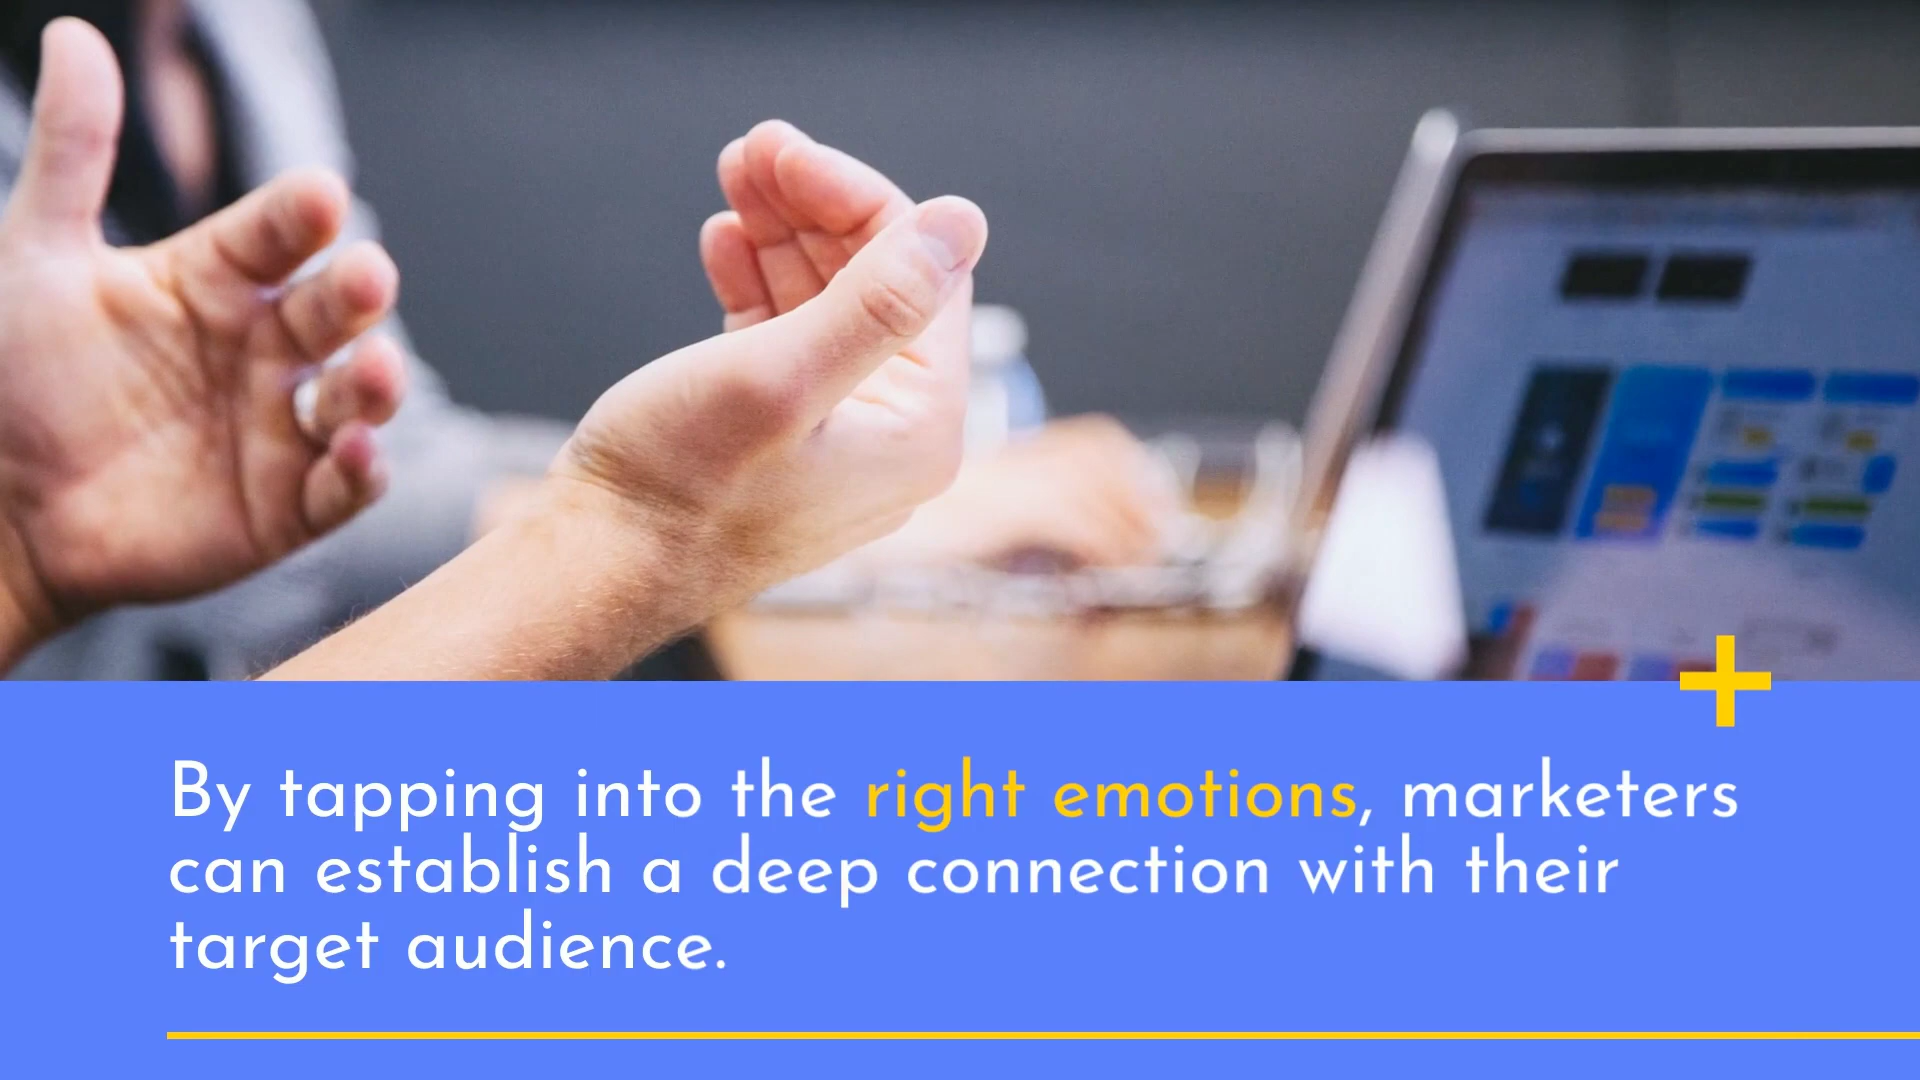 By tapping into the right emotions, marketers
can establish a deep connection with their
target audience.